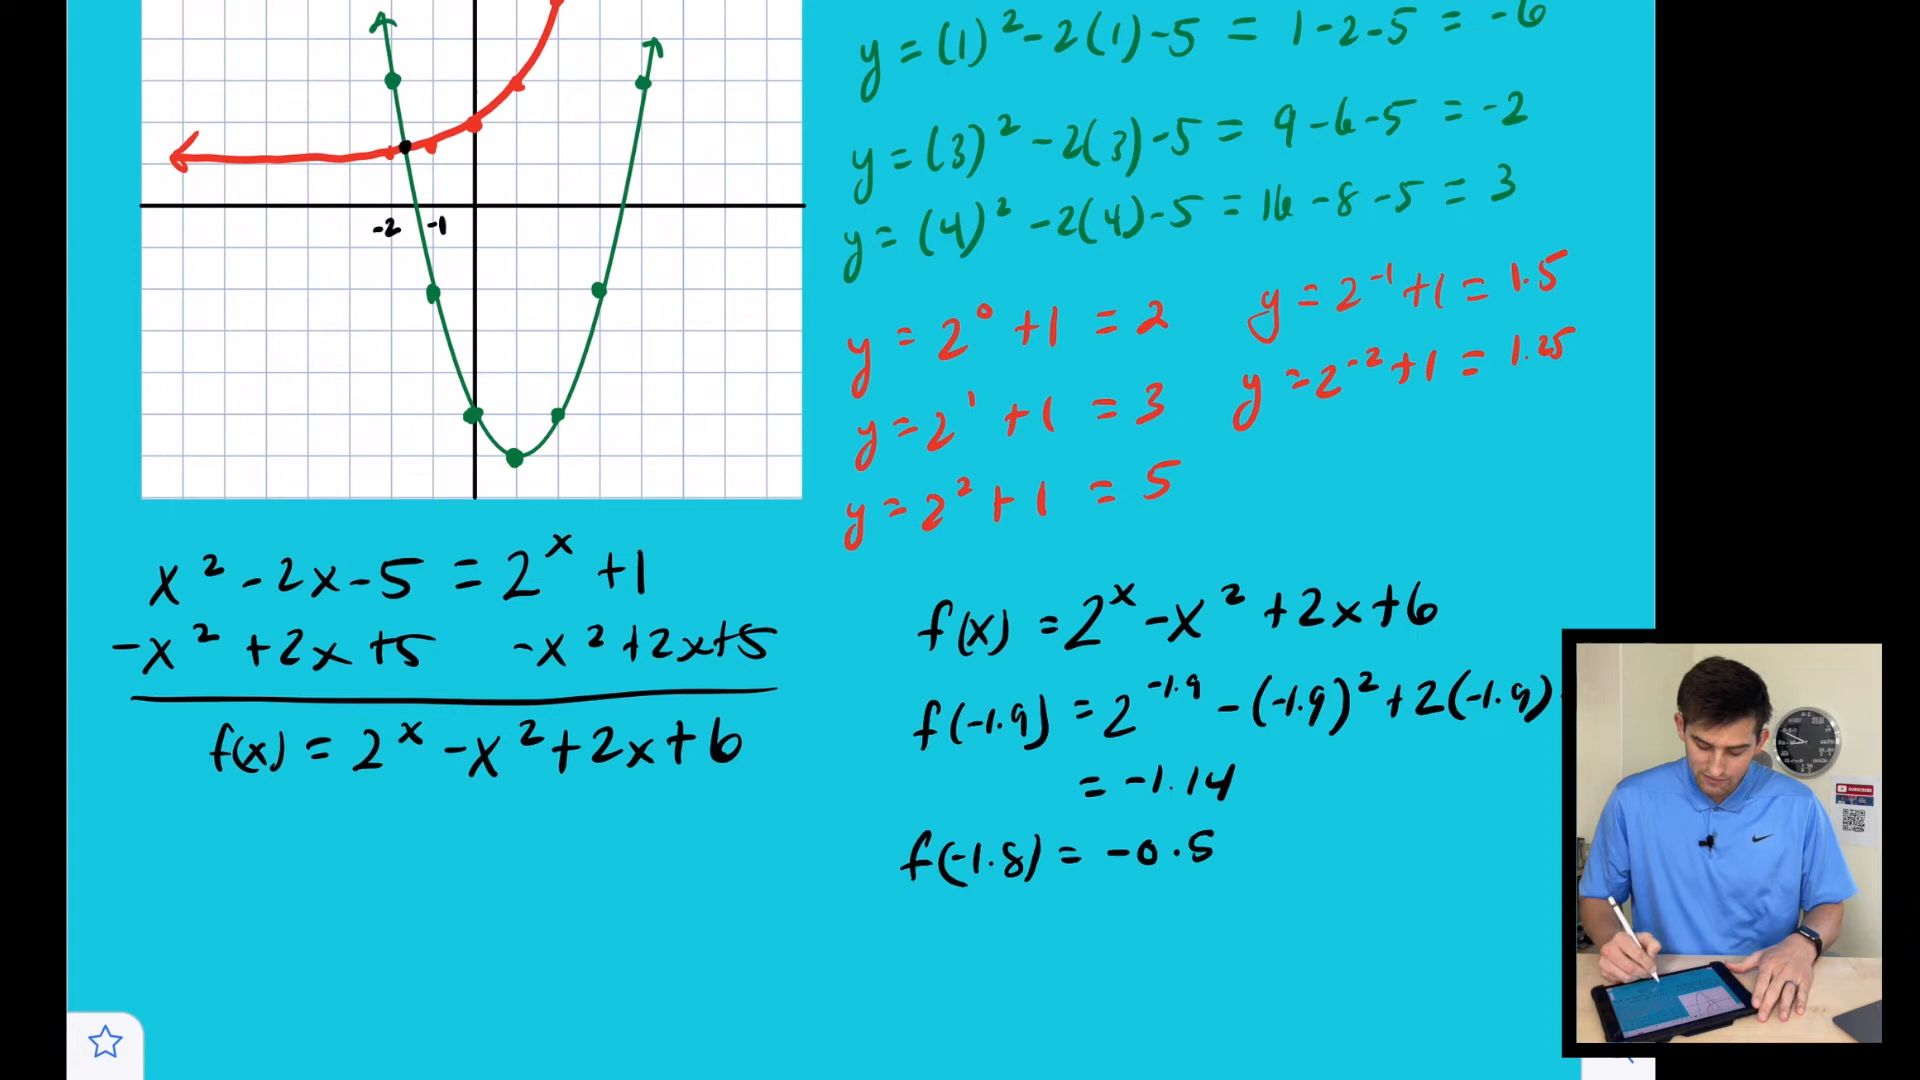 y = (1)² - 2(1) - 5 = 1 - 2 - 5 = -6
y = (3)² - 2(3) - 5 = 9 - 6 - 5 = -2
y = (4)² - 2(4) - 5 = 16 - 8 - 5 = 3
-2 -1
y = 2⁰ + 1 = 2
y = 2⁻¹ + 1 = 1.5
y = 2¹ + 1 = 3
y = 2⁻² + 1 = 1.25
y = 2² + 1 = 5
x² - 2x - 5 = 2ˣ + 1
-x² + 2x + 5 -x² + 2x + 5
f(x) = 2ˣ - x² + 2x + 6
f(x) = 2ˣ - x² + 2x + 6
f(-1.9) = 2^-1.9 - (-1.9)² + 2(-1.9)
= -1.14
f(-1.8) = -0.5
SUBSCRIBE